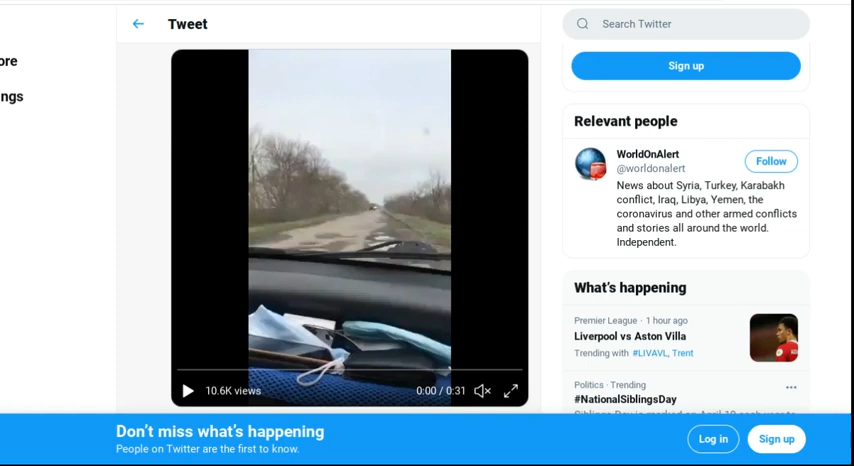 ore
ngs
Tweet
10.6K views
0:00 / 0:31
Search Twitter
Sign up
Relevant people
WorldOnAlert
@worldonalert
Follow
News about Syria, Turkey, Karabakh
conflict, Iraq, Libya, Yemen, the
coronavirus and other armed conflicts
and stories all around the world.
Independent.
What's happening
Premier League · 1 hour ago
Liverpool vs Aston Villa
Trending with #LIVAVL, Trent
Politics · Trending
#NationalSiblingsDay
Don't miss what's happening
People on Twitter are the first to know.
Log in
Sign up